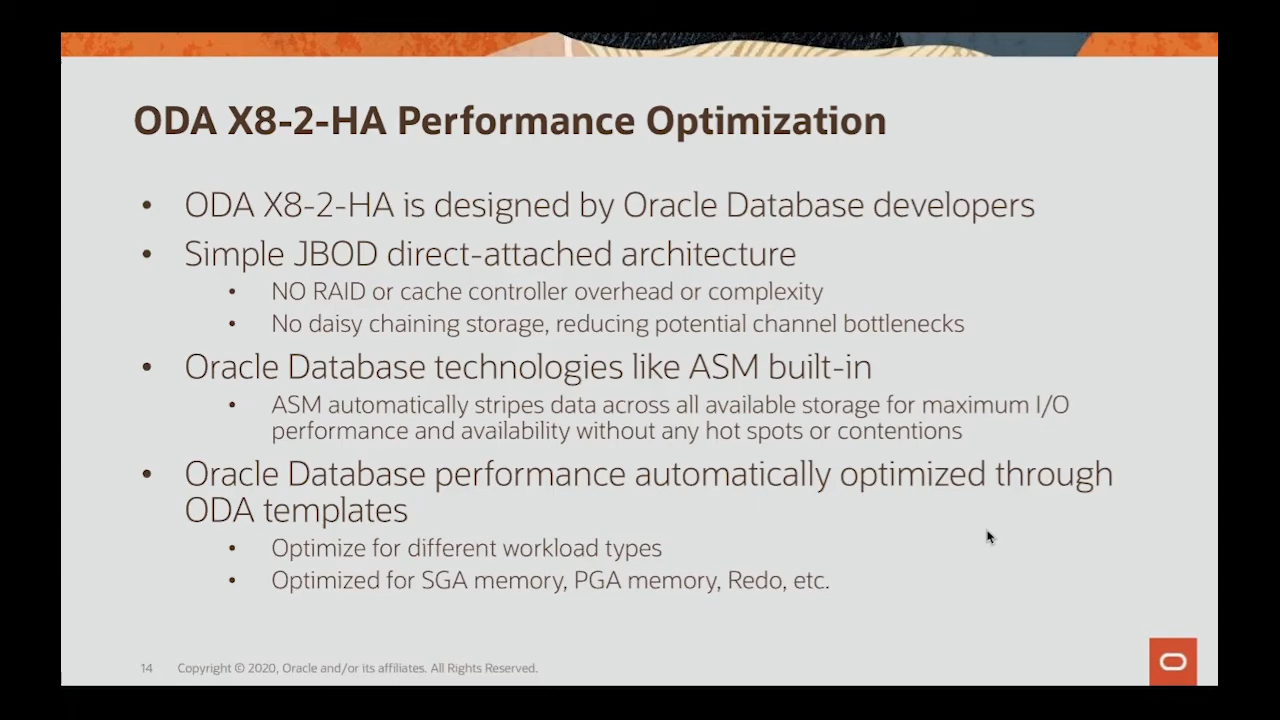 ODA X8-2-HA Performance Optimization
• ODA X8-2-HA is designed by Oracle Database developers
• Simple JBOD direct-attached architecture
• NO RAID or cache controller overhead or complexity
• No daisy chaining storage, reducing potential channel bottlenecks
• Oracle Database technologies like ASM built-in
• ASM automatically stripes data across all available storage for maximum I/O
performance and availability without any hot spots or contentions
• Oracle Database performance automatically optimized through
ODA templates
• Optimize for different workload types
• Optimized for SGA memory, PGA memory, Redo, etc.
14 Copyright © 2020, Oracle and/or its affiliates. All Rights Reserved.